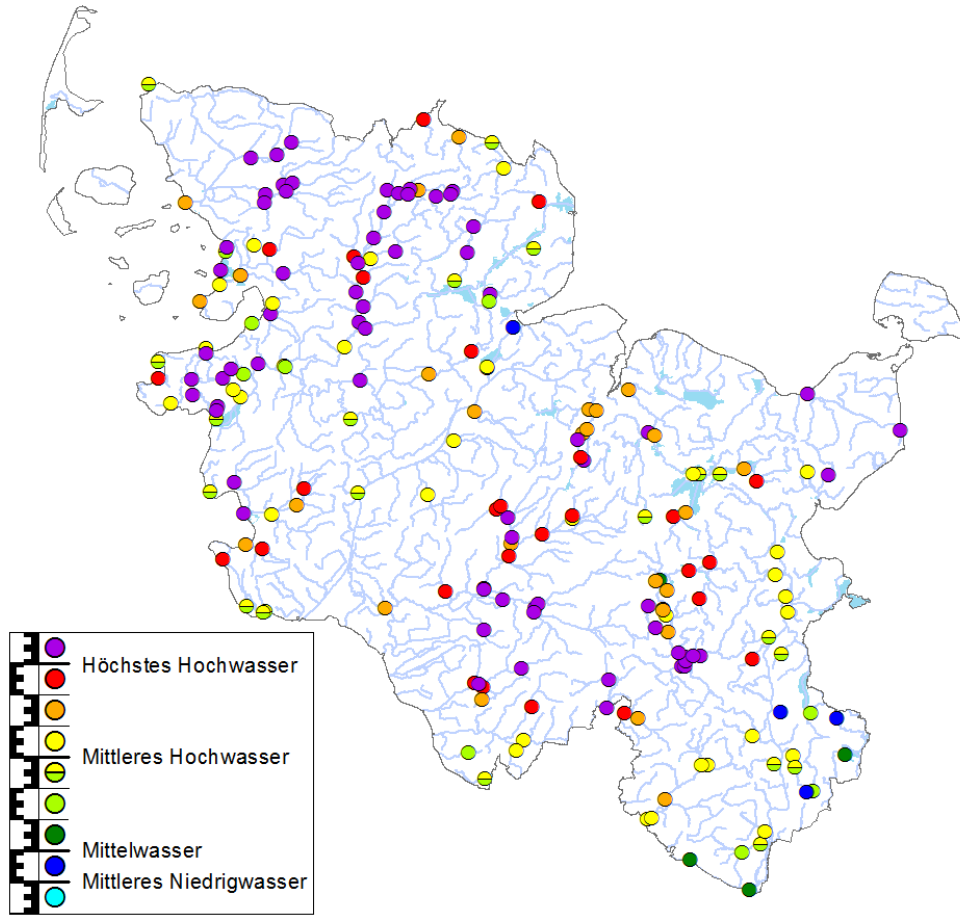 Höchstes Hochwasser
Mittleres Hochwasser
Mittelwasser
Mittleres Niedrigwasser